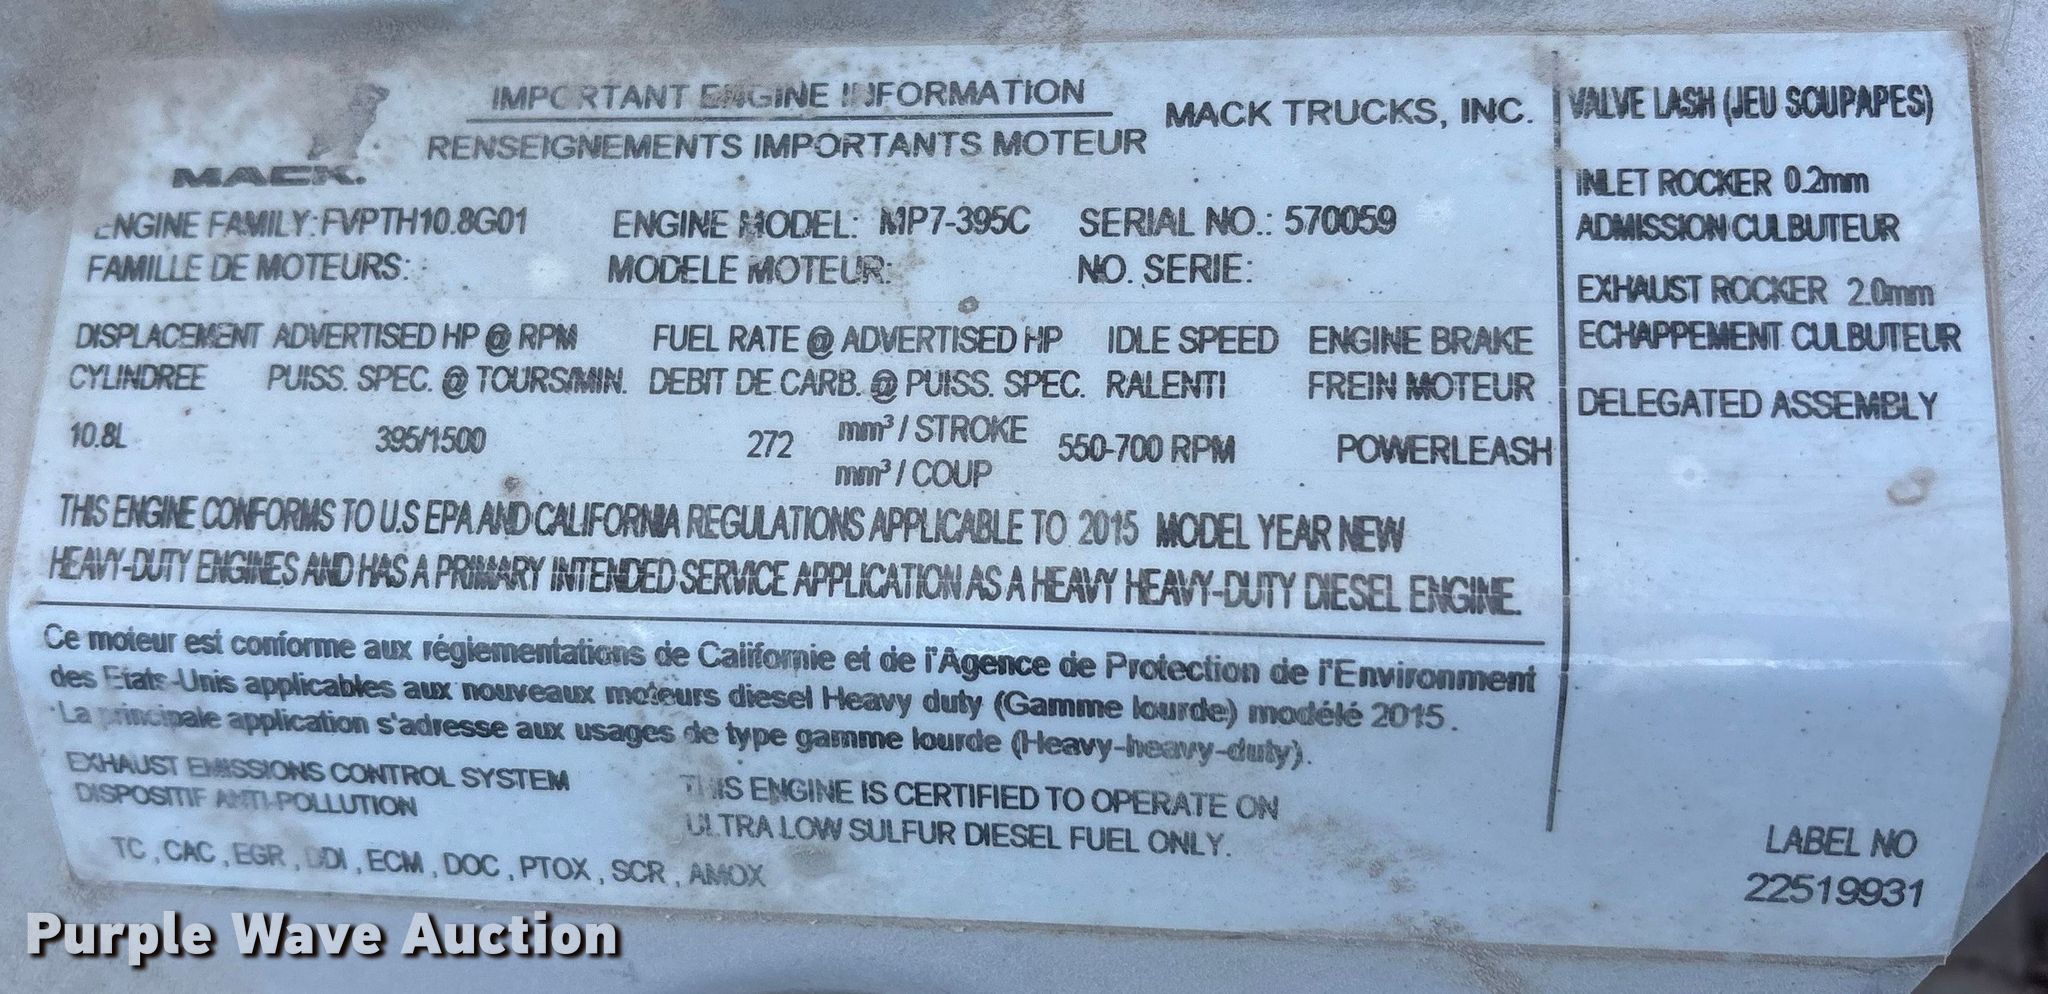 MACK.
IMPORTANT ENGINE INFORMATION
RENSEIGNEMENTS IMPORTANTS MOTEUR
MACK TRUCKS, INC.
ENGINE FAMILY: FVPTH10.8G01 ENGINE MODEL: MP7-395C SERIAL NO.: 570059
FAMILLE DE MOTEURS: MODELE MOTEUR: NO. SERIE:
DISPLACEMENT ADVERTISED HP @ RPM FUEL RATE @ ADVERTISED HP IDLE SPEED ENGINE BRAKE
CYLINDREE PUISS. SPEC. @ TOURS/MIN. DEBIT DE CARB. @ PUISS. SPEC. RALENTI FREIN MOTEUR
10.8L 395/1500 272 mm³ / STROKE 550-700 RPM POWERLEASH
mm³ / COUP
THIS ENGINE CONFORMS TO U.S EPA AND CALIFORNIA REGULATIONS APPLICABLE TO 2015 MODEL YEAR NEW
HEAVY-DUTY ENGINES AND HAS A PRIMARY INTENDED SERVICE APPLICATION AS A HEAVY HEAVY-DUTY DIESEL ENGINE.
Ce moteur est conforme aux réglementations de Californie et de l'Agence de Protection de l'Environment
des Etats-Unis applicables aux nouveaux moteurs diesel Heavy duty (Gamme lourde) modélé 2015.
La principale application s'adresse aux usages de type gamme lourde (Heavy-heavy-duty).
EXHAUST EMISSIONS CONTROL SYSTEM
DISPOSITIF ANTI-POLLUTION
TC , CAC , EGR , DDI , ECM , DOC , PTOX , SCR , AMOX
THIS ENGINE IS CERTIFIED TO OPERATE ON
ULTRA LOW SULFUR DIESEL FUEL ONLY.
VALVE LASH (JEU SOUPAPES)
INLET ROCKER 0.2mm
ADMISSION CULBUTEUR
EXHAUST ROCKER 2.0mm
ECHAPPEMENT CULBUTEUR
DELEGATED ASSEMBLY
LABEL NO
22519931
Purple Wave Auction